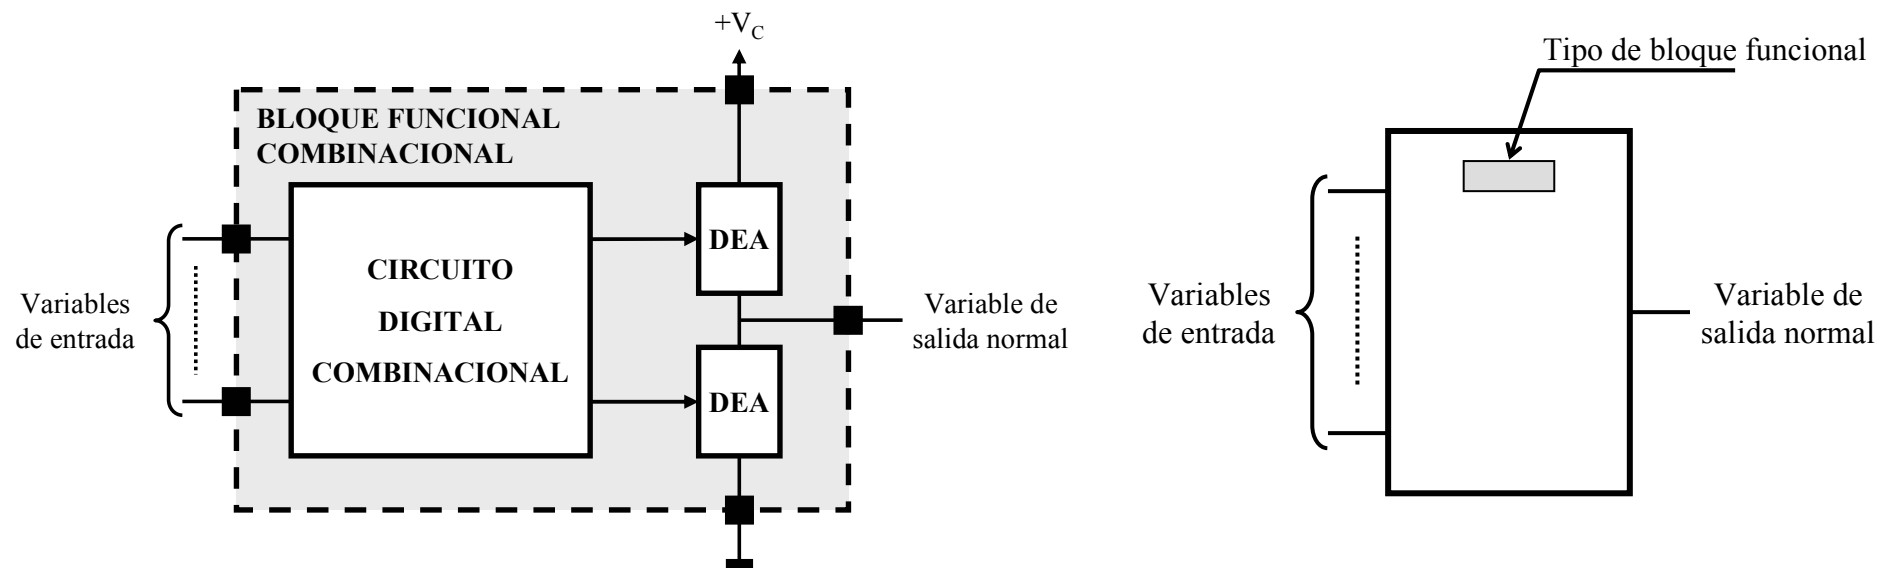 +V_C
BLOQUE FUNCIONAL
COMBINACIONAL
CIRCUITO
DIGITAL
COMBINACIONAL
DEA
DEA
Variables
de entrada
Variable de
salida normal
Tipo de bloque funcional
Variables
de entrada
Variable de
salida normal